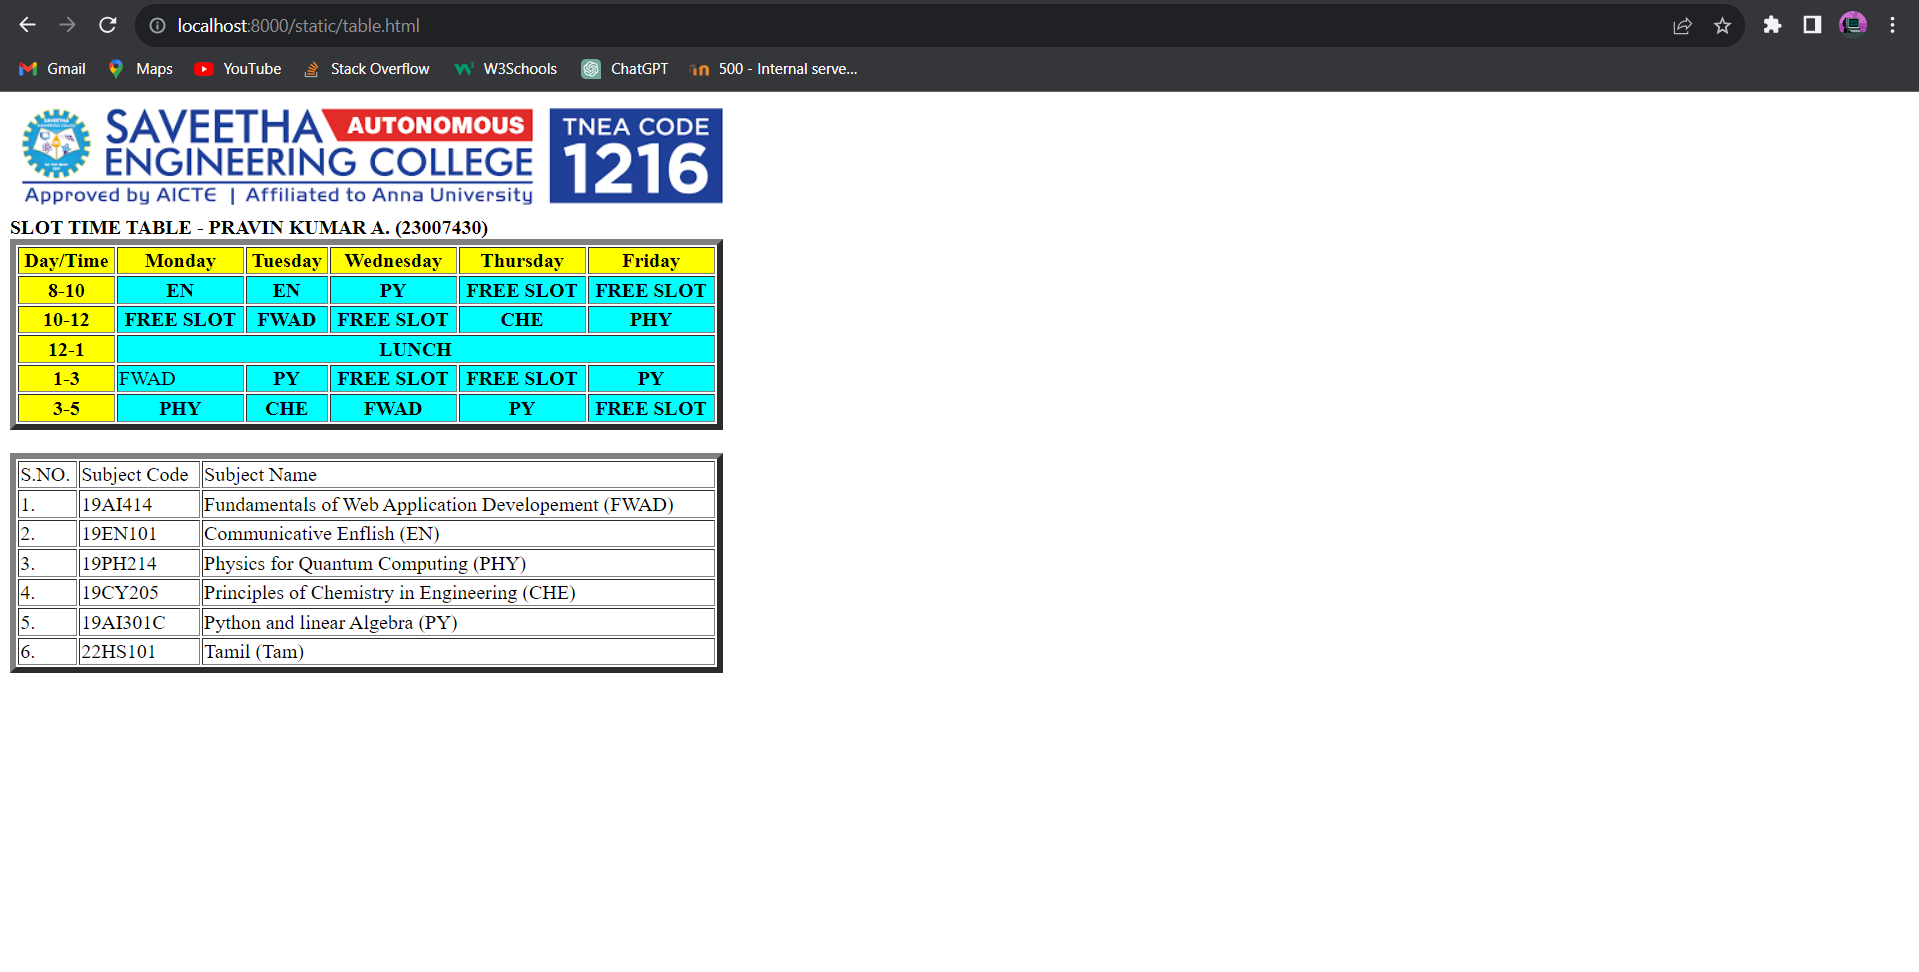 localhost:8000/static/table.html
Gmail Maps YouTube Stack Overflow W3Schools ChatGPT 500 - Internal serve...
SAVEETHA AUTONOMOUS
ENGINEERING COLLEGE
Approved by AICTE | Affiliated to Anna University
TNEA CODE
1216
SLOT TIME TABLE - PRAVIN KUMAR A. (23007430)
Day/Time Monday Tuesday Wednesday Thursday Friday
8-10 EN EN PY FREE SLOT FREE SLOT
10-12 FREE SLOT FWAD FREE SLOT CHE PHY
12-1 LUNCH
1-3 FWAD PY FREE SLOT FREE SLOT PY
3-5 PHY CHE FWAD PY FREE SLOT
S.NO. Subject Code Subject Name
1. 19AI414 Fundamentals of Web Application Developement (FWAD)
2. 19EN101 Communicative Enflish (EN)
3. 19PH214 Physics for Quantum Computing (PHY)
4. 19CY205 Principles of Chemistry in Engineering (CHE)
5. 19AI301C Python and linear Algebra (PY)
6. 22HS101 Tamil (Tam)